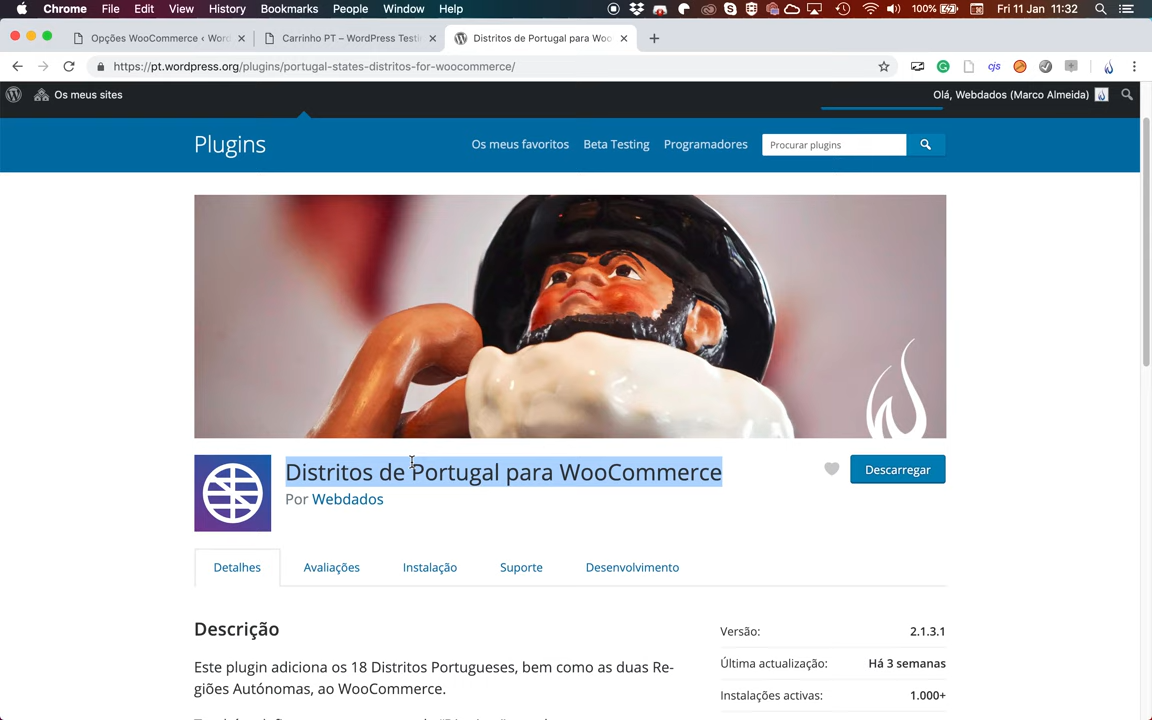 Chrome File Edit View History Bookmarks People Window Help 100% Fri 11 Jan 11:32
Opções WooCommerce ‹ Word Carrinho PT – WordPress Testin Distritos de Portugal para Woo
https://pt.wordpress.org/plugins/portugal-states-distritos-for-woocommerce/ cjs
Os meus sites Olá, Webdados (Marco Almeida)
Plugins Os meus favoritos Beta Testing Programadores Procurar plugins
Distritos de Portugal para WooCommerce Descarregar
Por Webdados
Detalhes Avaliações Instalação Suporte Desenvolvimento
Descrição
Versão: 2.1.3.1
Este plugin adiciona os 18 Distritos Portugueses, bem como as duas Re-
Última actualização: Há 3 semanas
giões Autónomas, ao WooCommerce.
Instalações activas: 1.000+